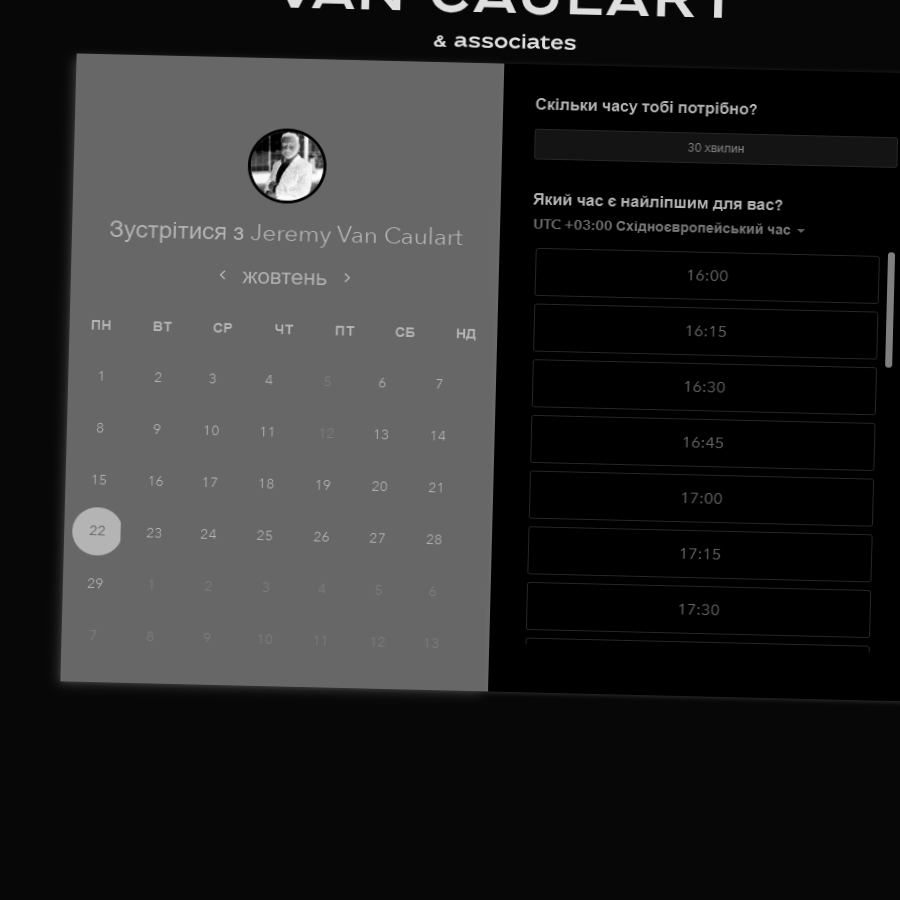 VAN CAULART
& associates
Зустрітися з Jeremy Van Caulart
жовтень
ПН ВТ СР ЧТ ПТ СБ НД
1 2 3 4 5 6 7
8 9 10 11 12 13 14
15 16 17 18 19 20 21
22 23 24 25 26 27 28
29 1 2 3 4 5 6
7 8 9 10 11 12 13
Скільки часу тобі потрібно?
30 хвилин
Який час є найліпшим для вас?
UTC +03:00 Східноєвропейський час
16:00
16:15
16:30
16:45
17:00
17:15
17:30